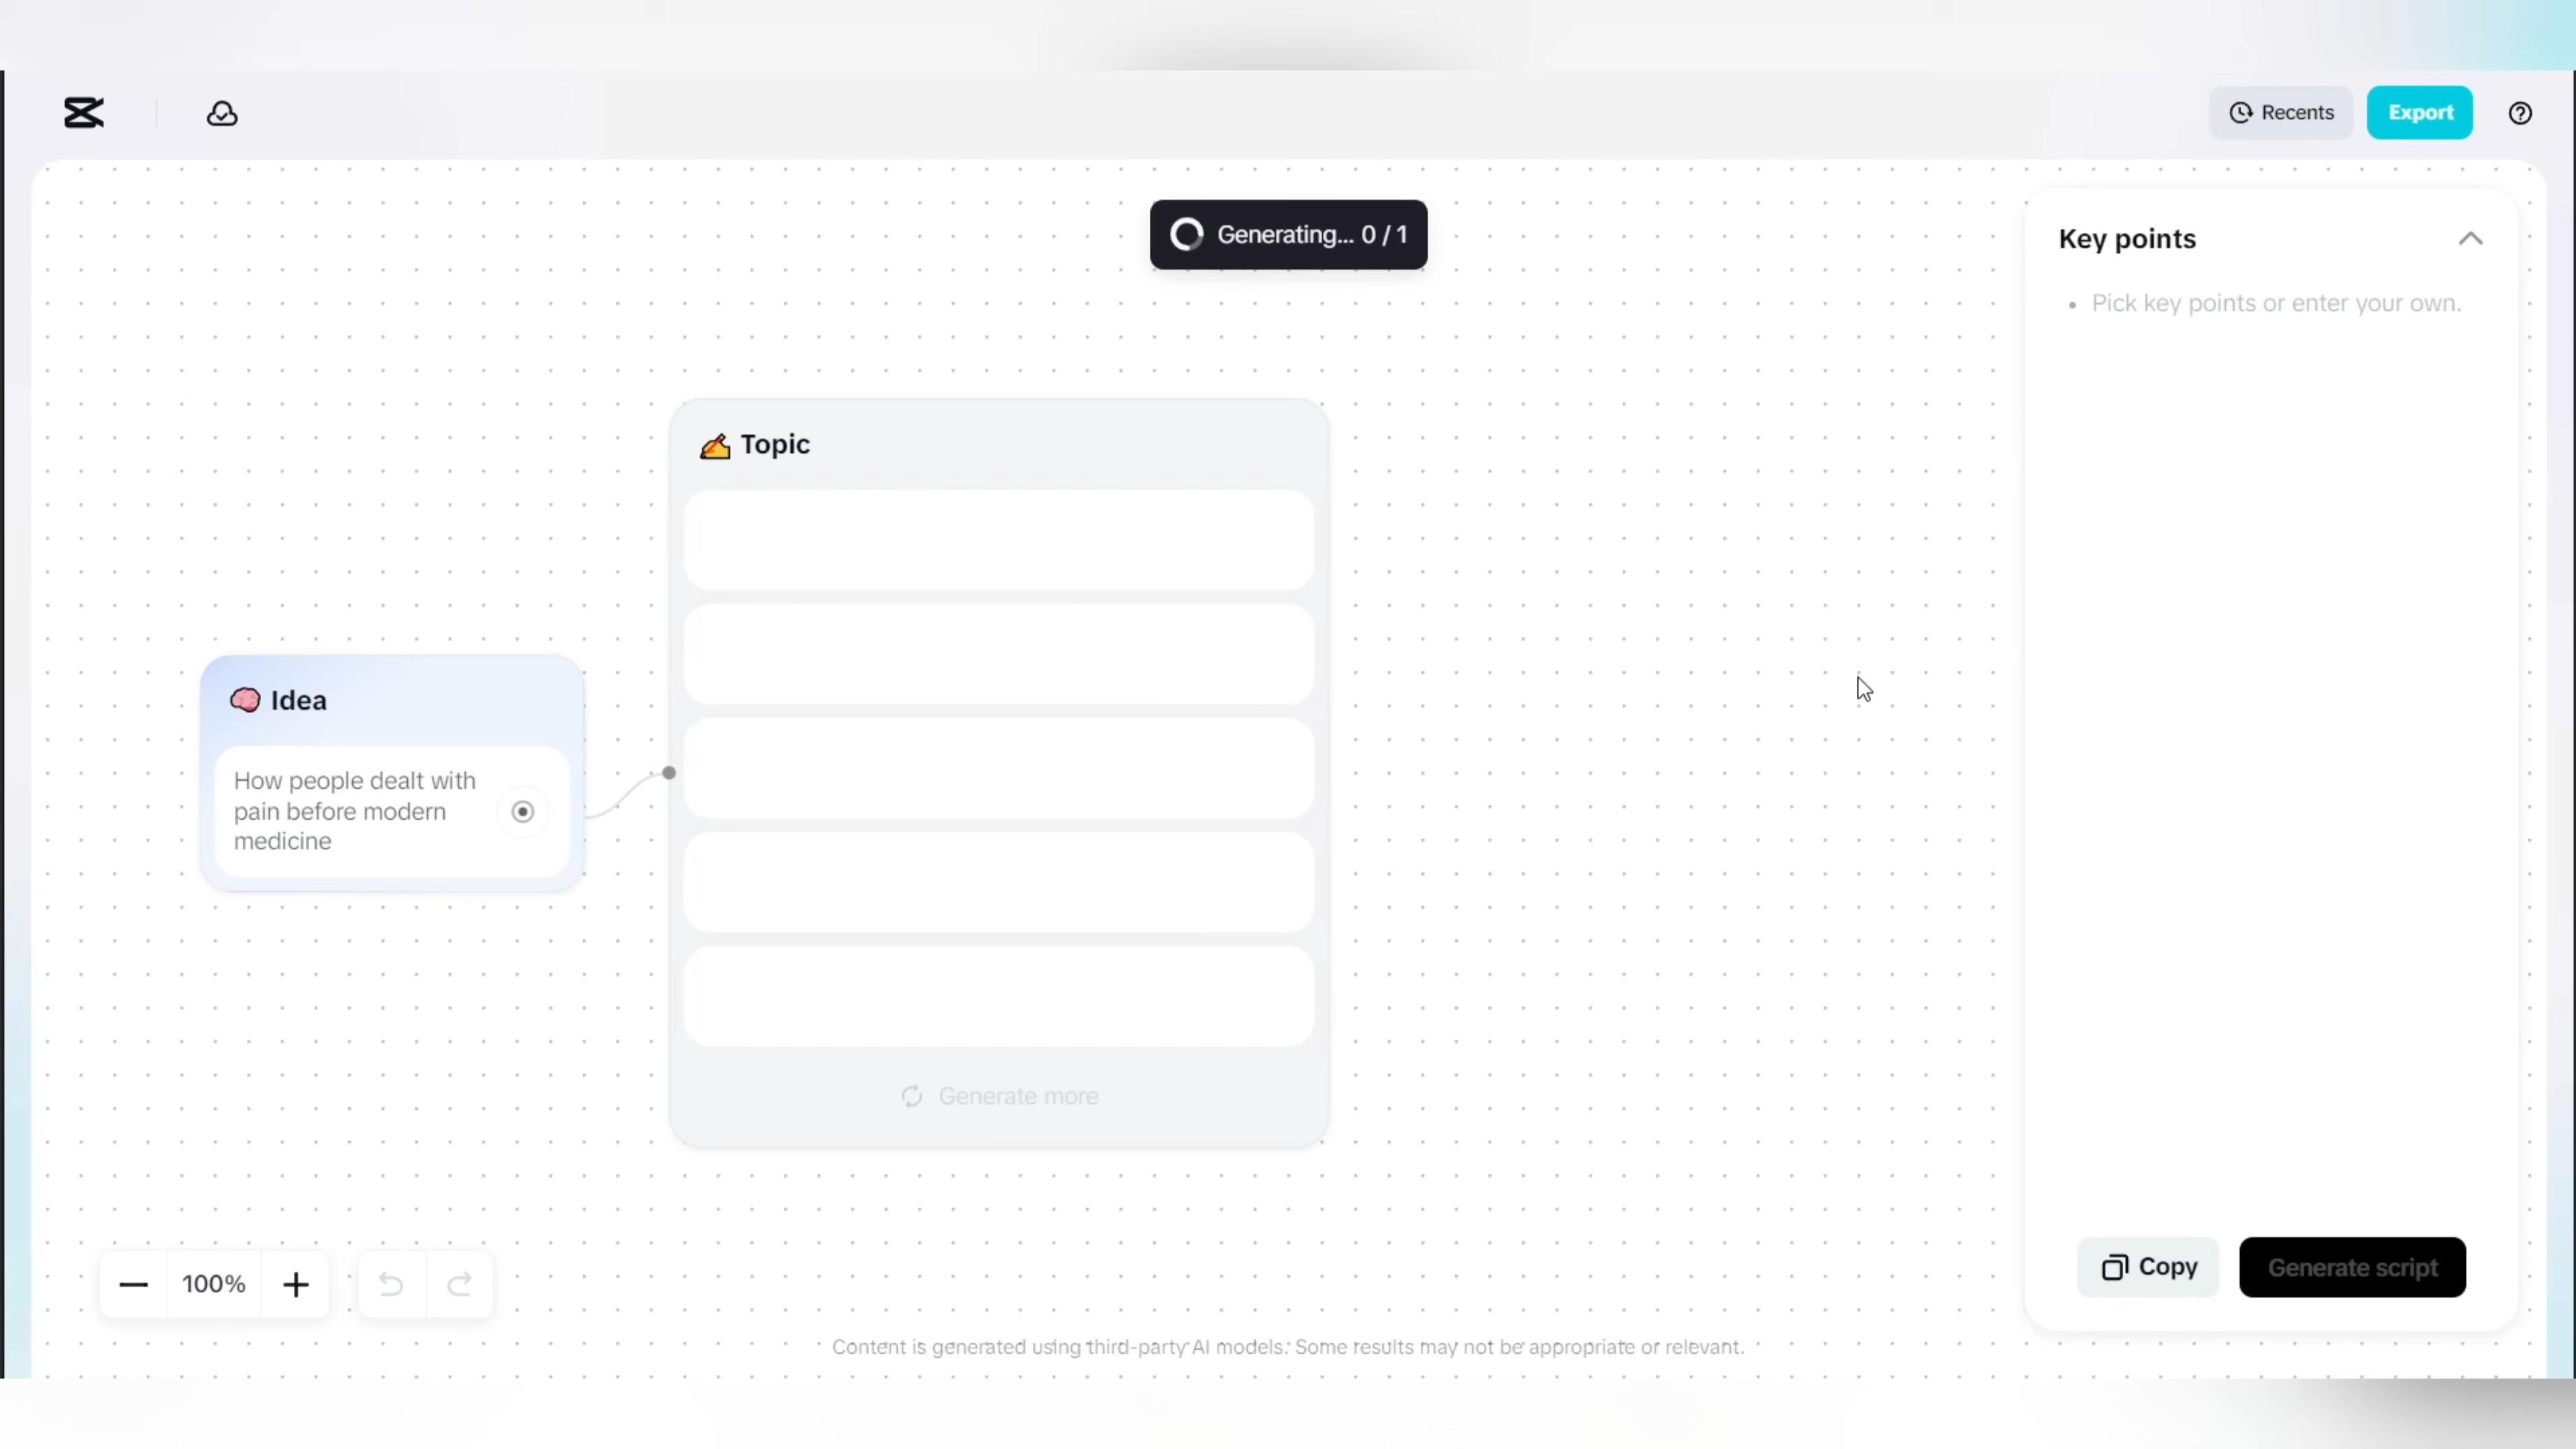 Recents
Export
Generating... 0 / 1
Key points
• Pick key points or enter your own.
Topic
Idea
How people dealt with
pain before modern
medicine
Generate more
100%
Copy
Generate script
Content is generated using third-party AI models. Some results may not be appropriate or relevant.